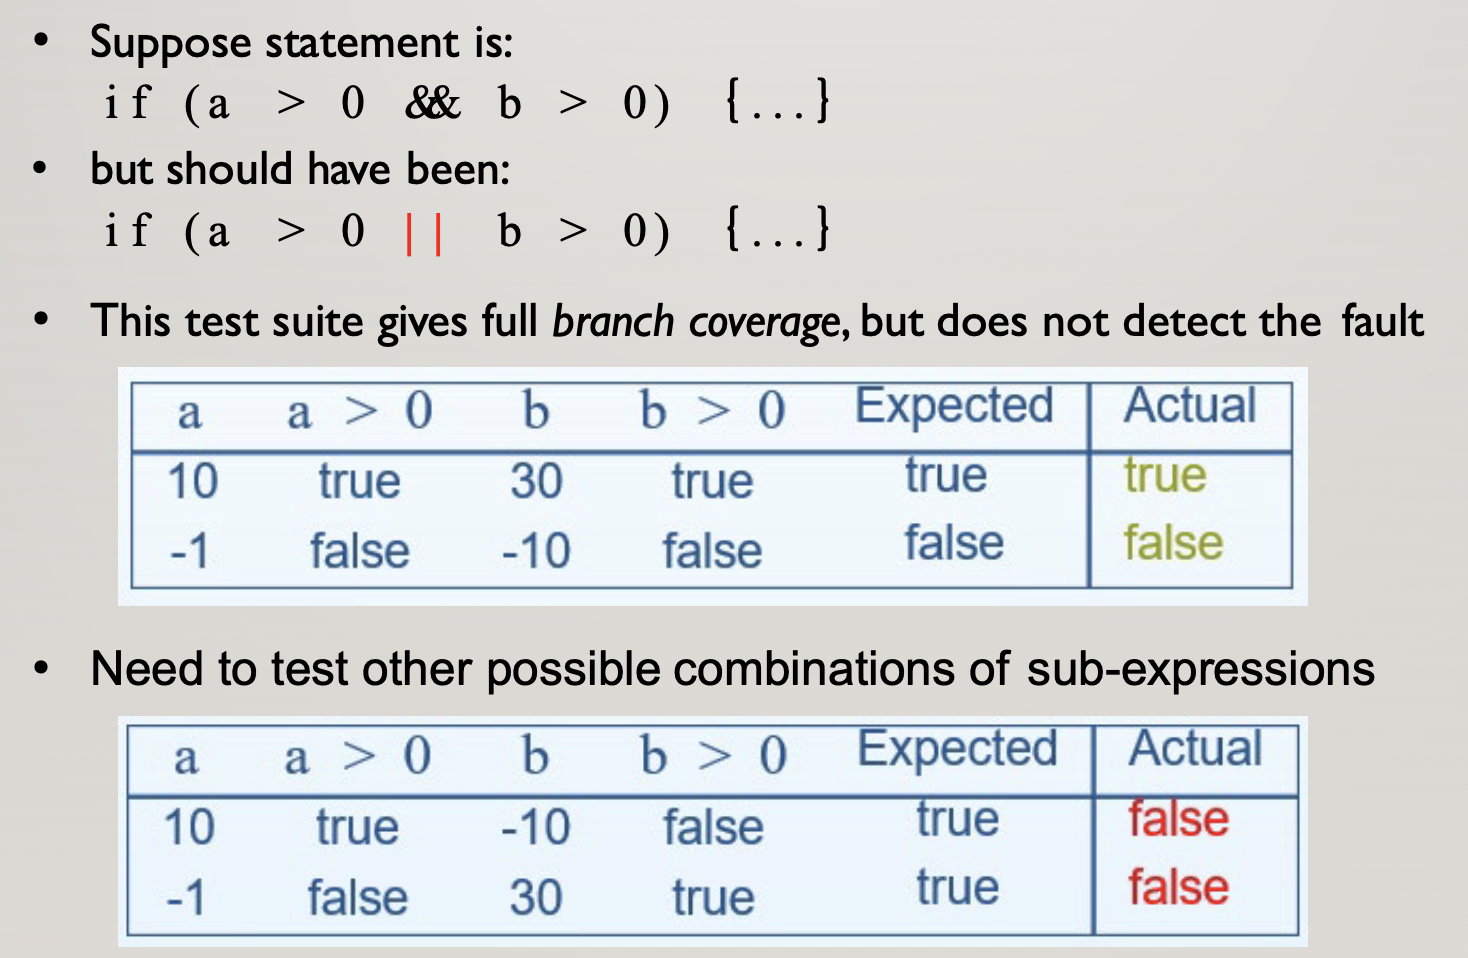 • Suppose statement is:
if (a > 0 && b > 0) {...}
• but should have been:
if (a > 0 || b > 0) {...}
• This test suite gives full branch coverage, but does not detect the fault
a a > 0 b b > 0 Expected Actual
10 true 30 true true true
-1 false -10 false false false
• Need to test other possible combinations of sub-expressions
a a > 0 b b > 0 Expected Actual
10 true -10 false true false
-1 false 30 true true false